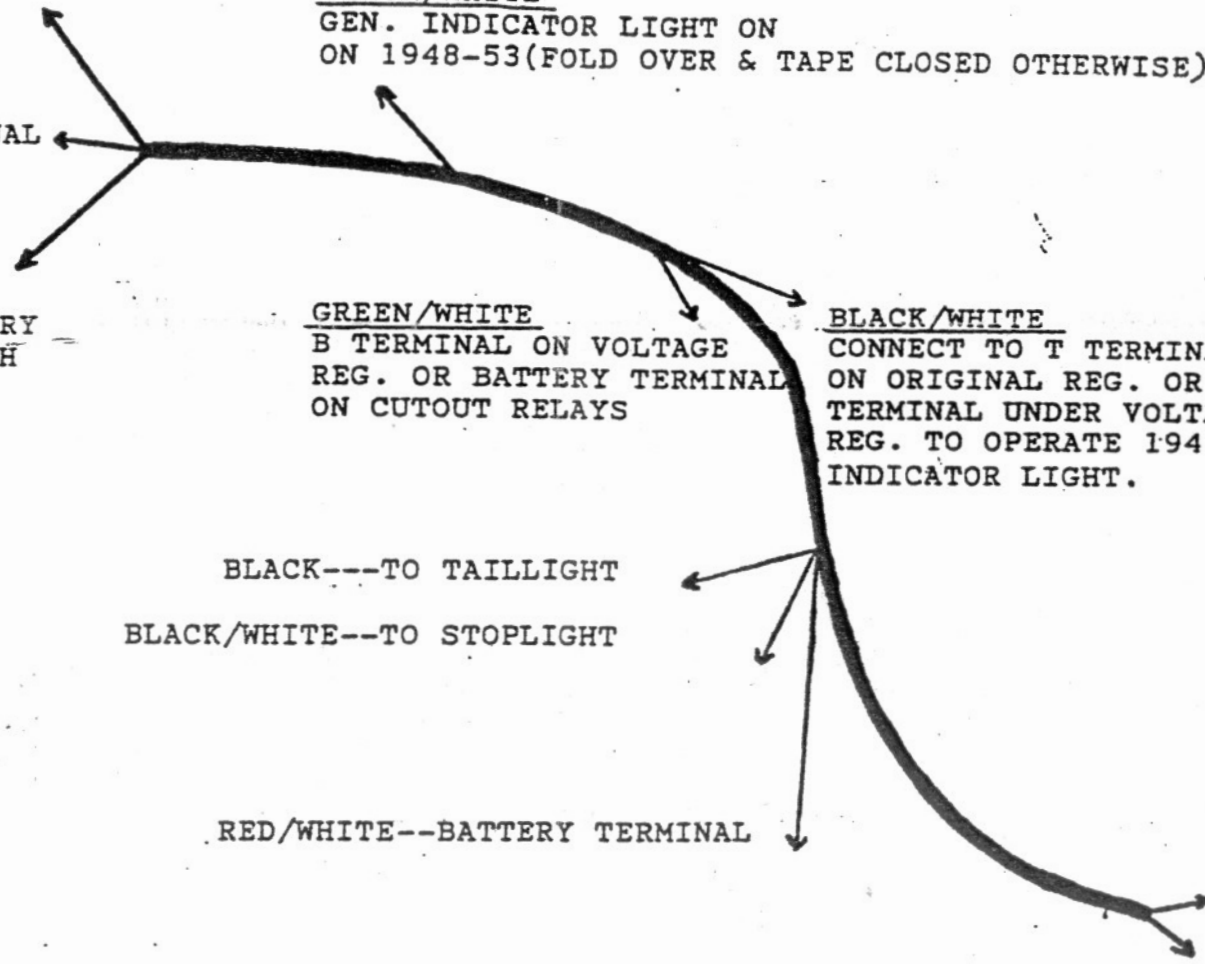 GEN. INDICATOR LIGHT ON
ON 1948-53(FOLD OVER & TAPE CLOSED OTHERWISE)
GREEN/WHITE
B TERMINAL ON VOLTAGE
REG. OR BATTERY TERMINAL
ON CUTOUT RELAYS
BLACK/WHITE
CONNECT TO T TERMIN
ON ORIGINAL REG. OR
TERMINAL UNDER VOLT
REG. TO OPERATE 194
INDICATOR LIGHT.
BLACK---TO TAILLIGHT
BLACK/WHITE--TO STOPLIGHT
RED/WHITE--BATTERY TERMINAL